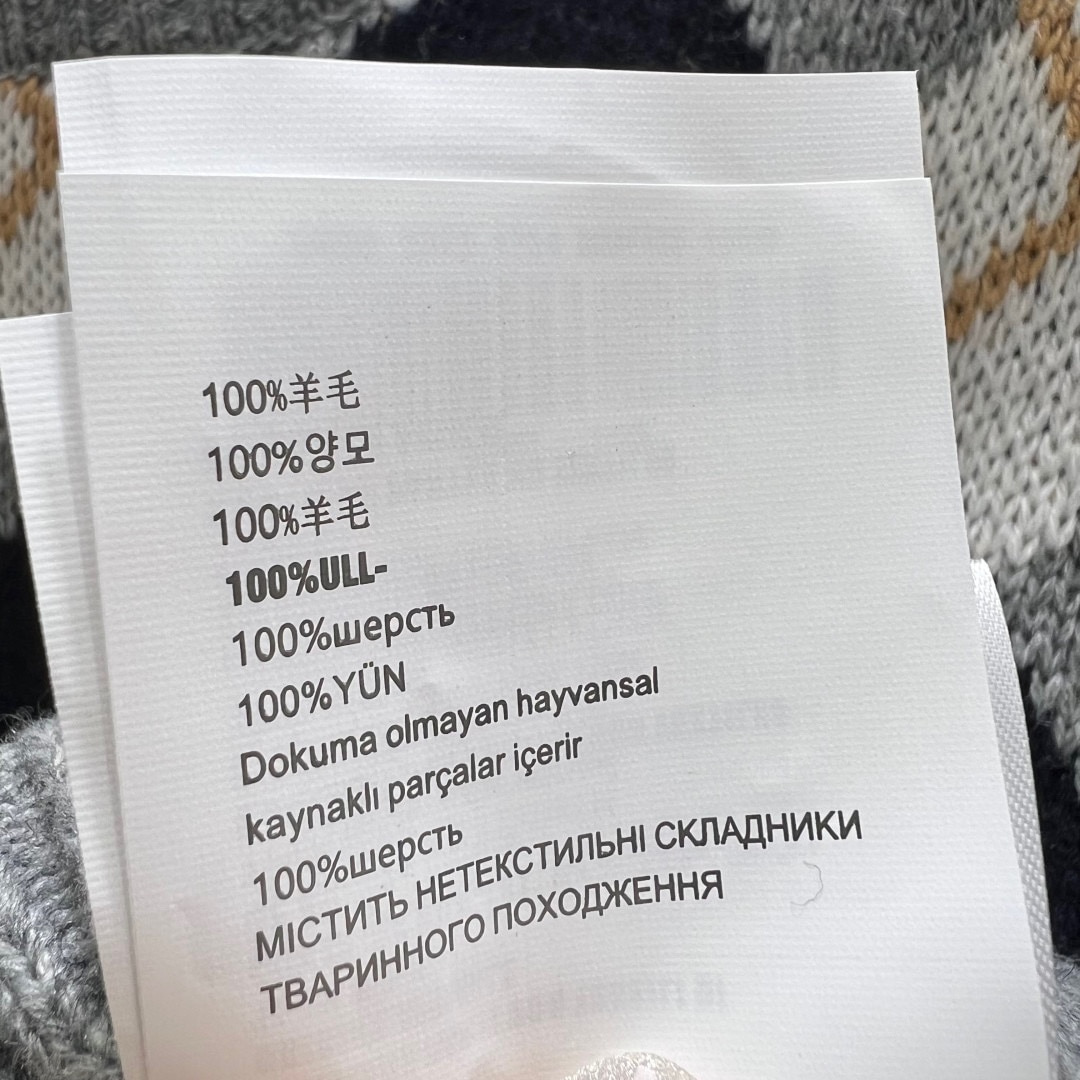 100%羊毛
100%양모
100%羊毛
100%ULL-
100%шерсть
100%YÜN
Dokuma olmayan hayvansal
kaynaklı parçalar içerir
100%шерсть
МІСТИТЬ НЕТЕКСТИЛЬНІ СКЛАДНИКИ
ТВАРИННОГО ПОХОДЖЕННЯ